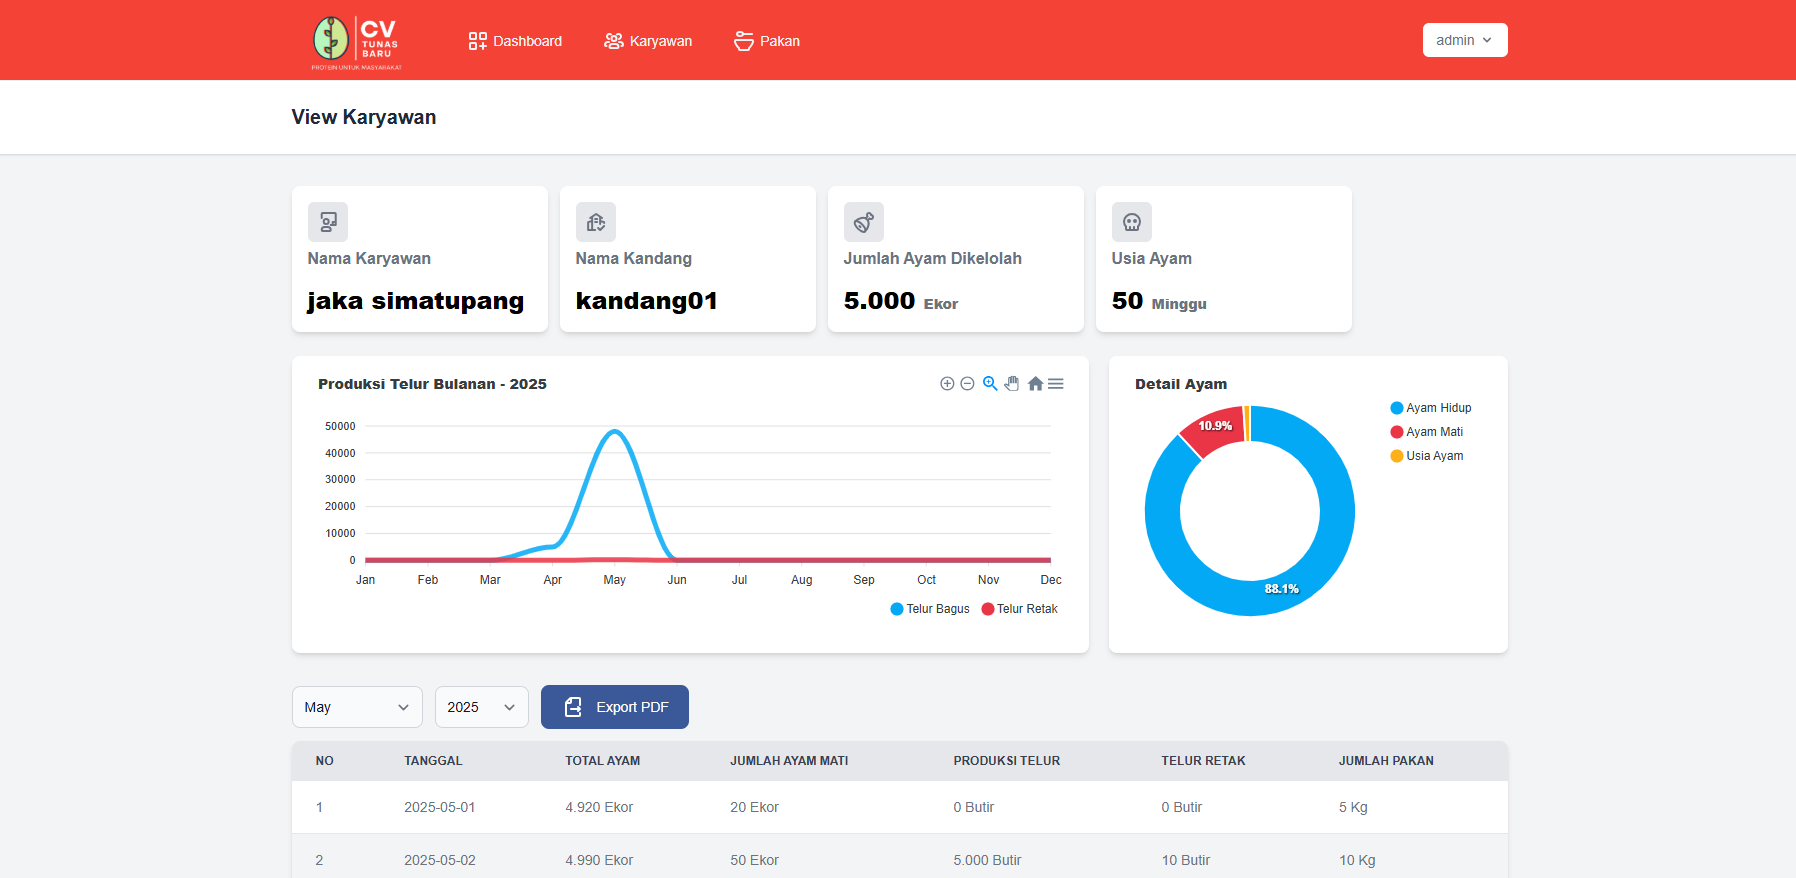 CV
TUNAS
BARU
PROTEIN UNTUK MASYARAKAT
Dashboard
Karyawan
Pakan
admin
View Karyawan
Nama Karyawan
jaka simatupang
Nama Kandang
kandang01
Jumlah Ayam Dikelolah
5.000 Ekor
Usia Ayam
50 Minggu
Produksi Telur Bulanan - 2025
50000
40000
30000
20000
10000
0
Jan Feb Mar Apr May Jun Jul Aug Sep Oct Nov Dec
Telur Bagus Telur Retak
Detail Ayam
10.9%
88.1%
Ayam Hidup
Ayam Mati
Usia Ayam
May
2025
Export PDF
NO TANGGAL TOTAL AYAM JUMLAH AYAM MATI PRODUKSI TELUR TELUR RETAK JUMLAH PAKAN
1 2025-05-01 4.920 Ekor 20 Ekor 0 Butir 0 Butir 5 Kg
2 2025-05-02 4.990 Ekor 50 Ekor 5.000 Butir 10 Butir 10 Kg